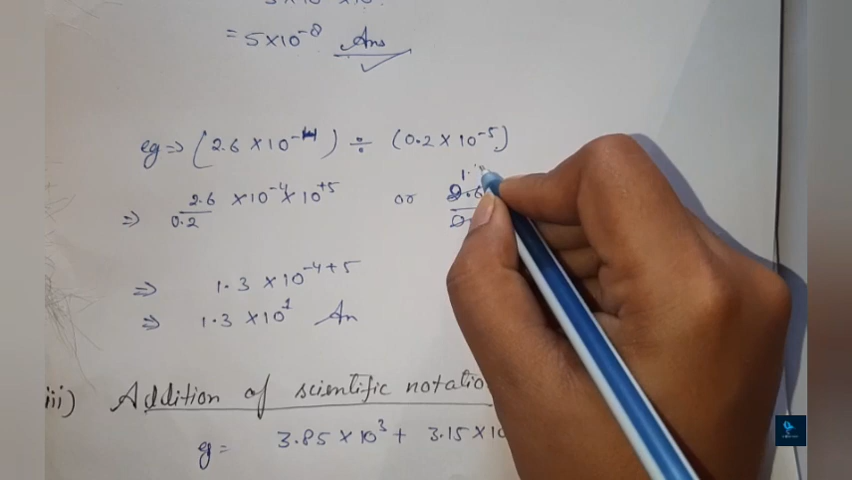 = 5×10⁻⁸ Ans
eg ⇒ (2.6 × 10⁻⁴) ÷ (0.2 × 10⁻⁵)
⇒ 2.6/0.2 × 10⁻⁴ × 10⁺⁵ or
⇒ 1.3 × 10⁻⁴⁺⁵
⇒ 1.3 × 10¹ An
iii) Addition of scientific notatio
eg = 3.85 × 10³ + 3.15 × 10